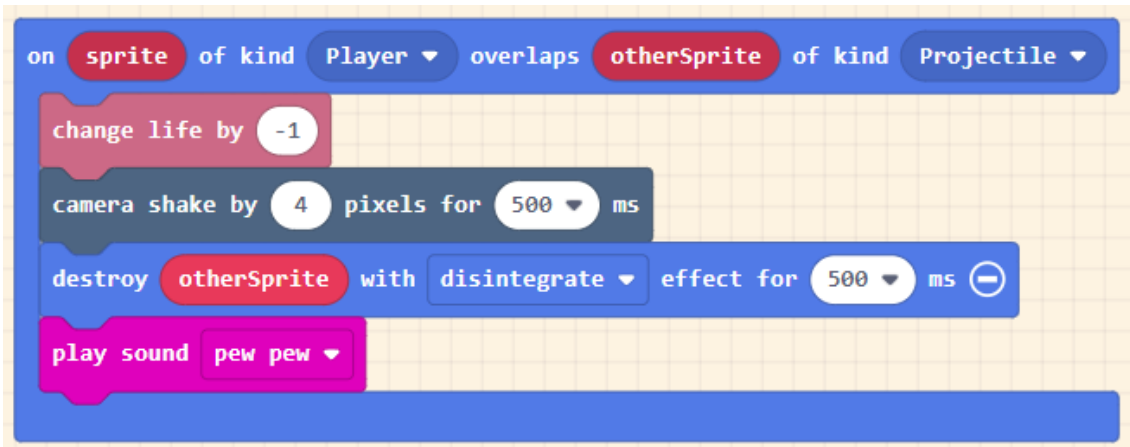 on sprite of kind Player overlaps otherSprite of kind Projectile
change life by -1
camera shake by 4 pixels for 500 ms
destroy otherSprite with disintegrate effect for 500 ms
play sound pew pew